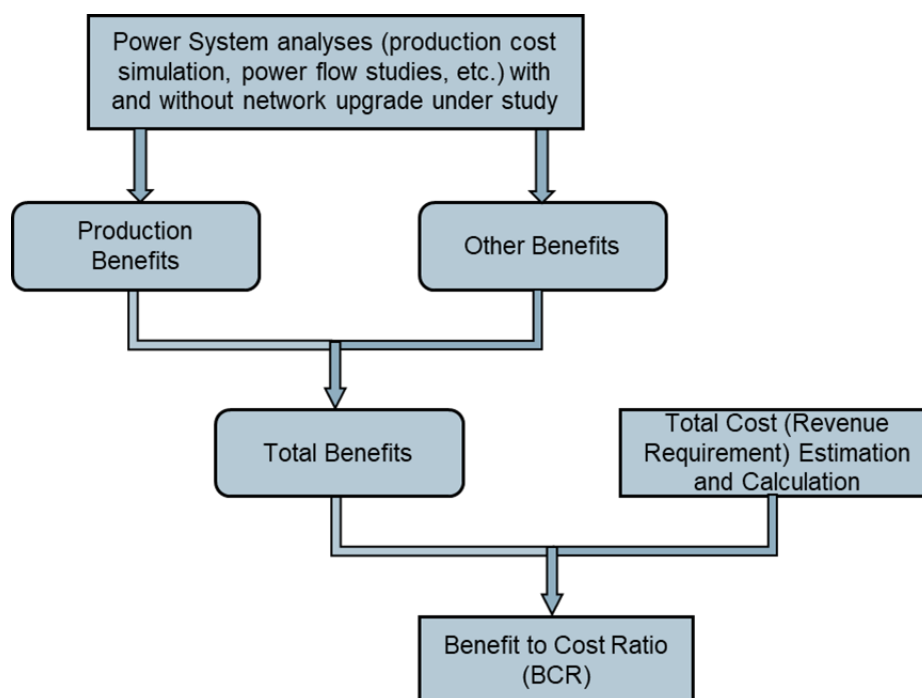 Power System analyses (production cost
simulation, power flow studies, etc.) with
and without network upgrade under study
Production
Benefits
Other Benefits
Total Benefits
Total Cost (Revenue
Requirement) Estimation
and Calculation
Benefit to Cost Ratio
(BCR)